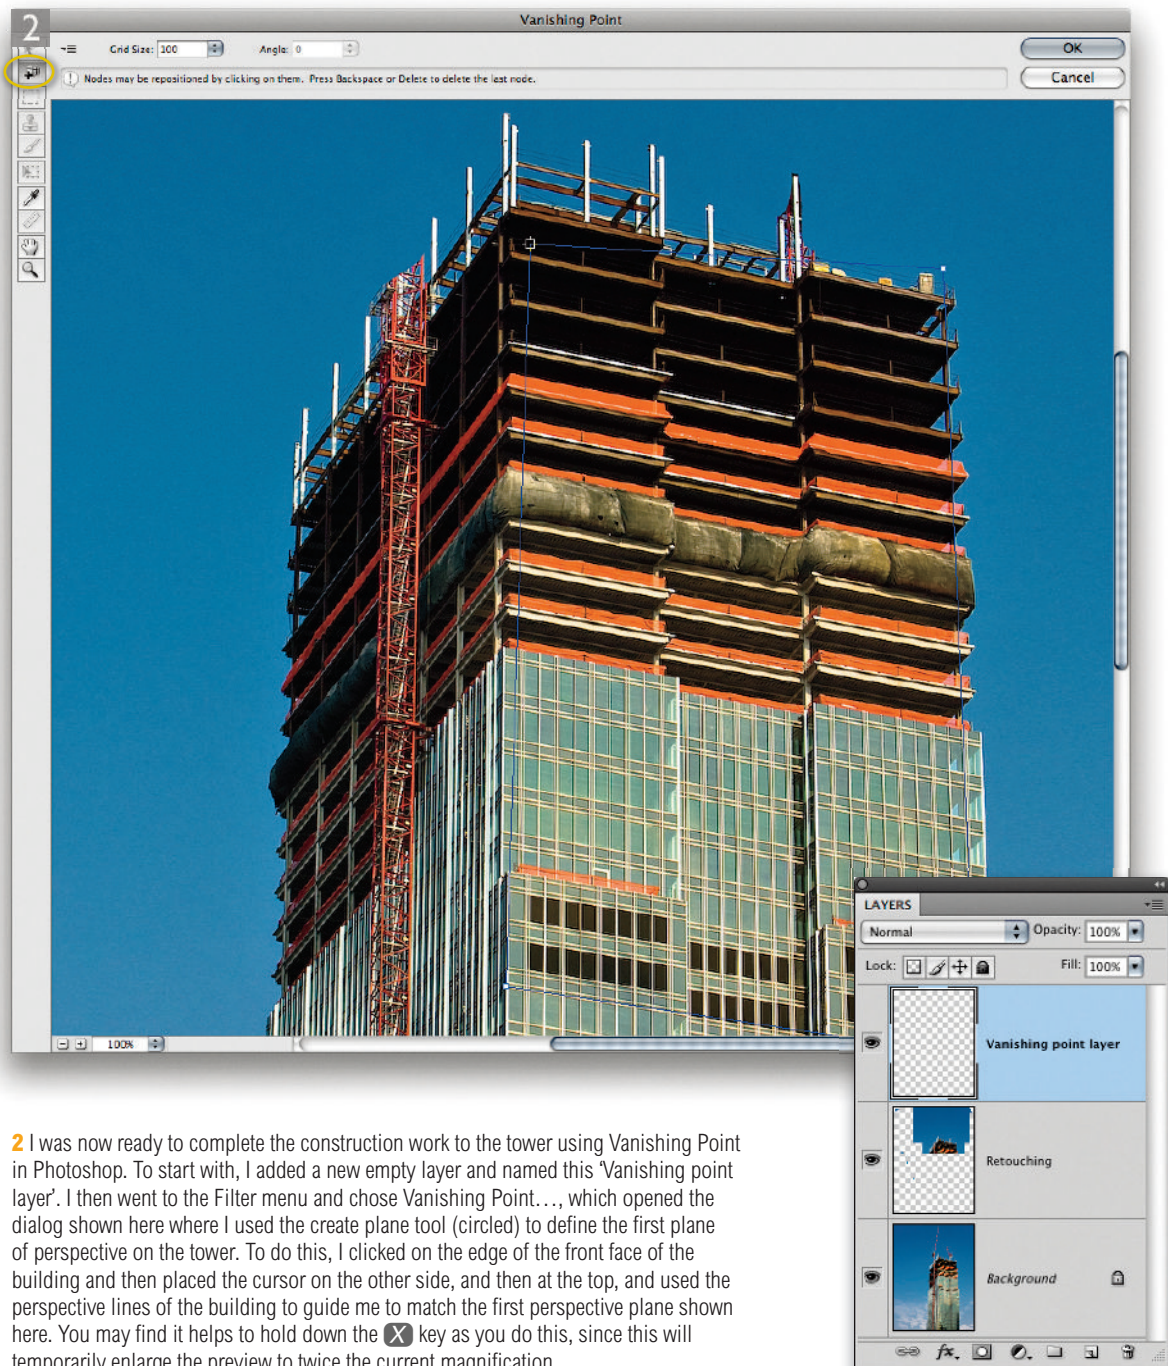 2
Vanishing Point
Grid Size: 100 Angle: 0
OK
Nodes may be repositioned by clicking on them. Press Backspace or Delete to delete the last node.
Cancel
100%
LAYERS
Normal Opacity: 100%
Lock: Fill: 100%
Vanishing point layer
Retouching
Background
fx.
2 I was now ready to complete the construction work to the tower using Vanishing Point
in Photoshop. To start with, I added a new empty layer and named this ‘Vanishing point
layer’. I then went to the Filter menu and chose Vanishing Point…, which opened the
dialog shown here where I used the create plane tool (circled) to define the first plane
of perspective on the tower. To do this, I clicked on the edge of the front face of the
building and then placed the cursor on the other side, and then at the top, and used the
perspective lines of the building to guide me to match the first perspective plane shown
here. You may find it helps to hold down the X key as you do this, since this will
temporarily enlarge the preview to twice the current magnification.